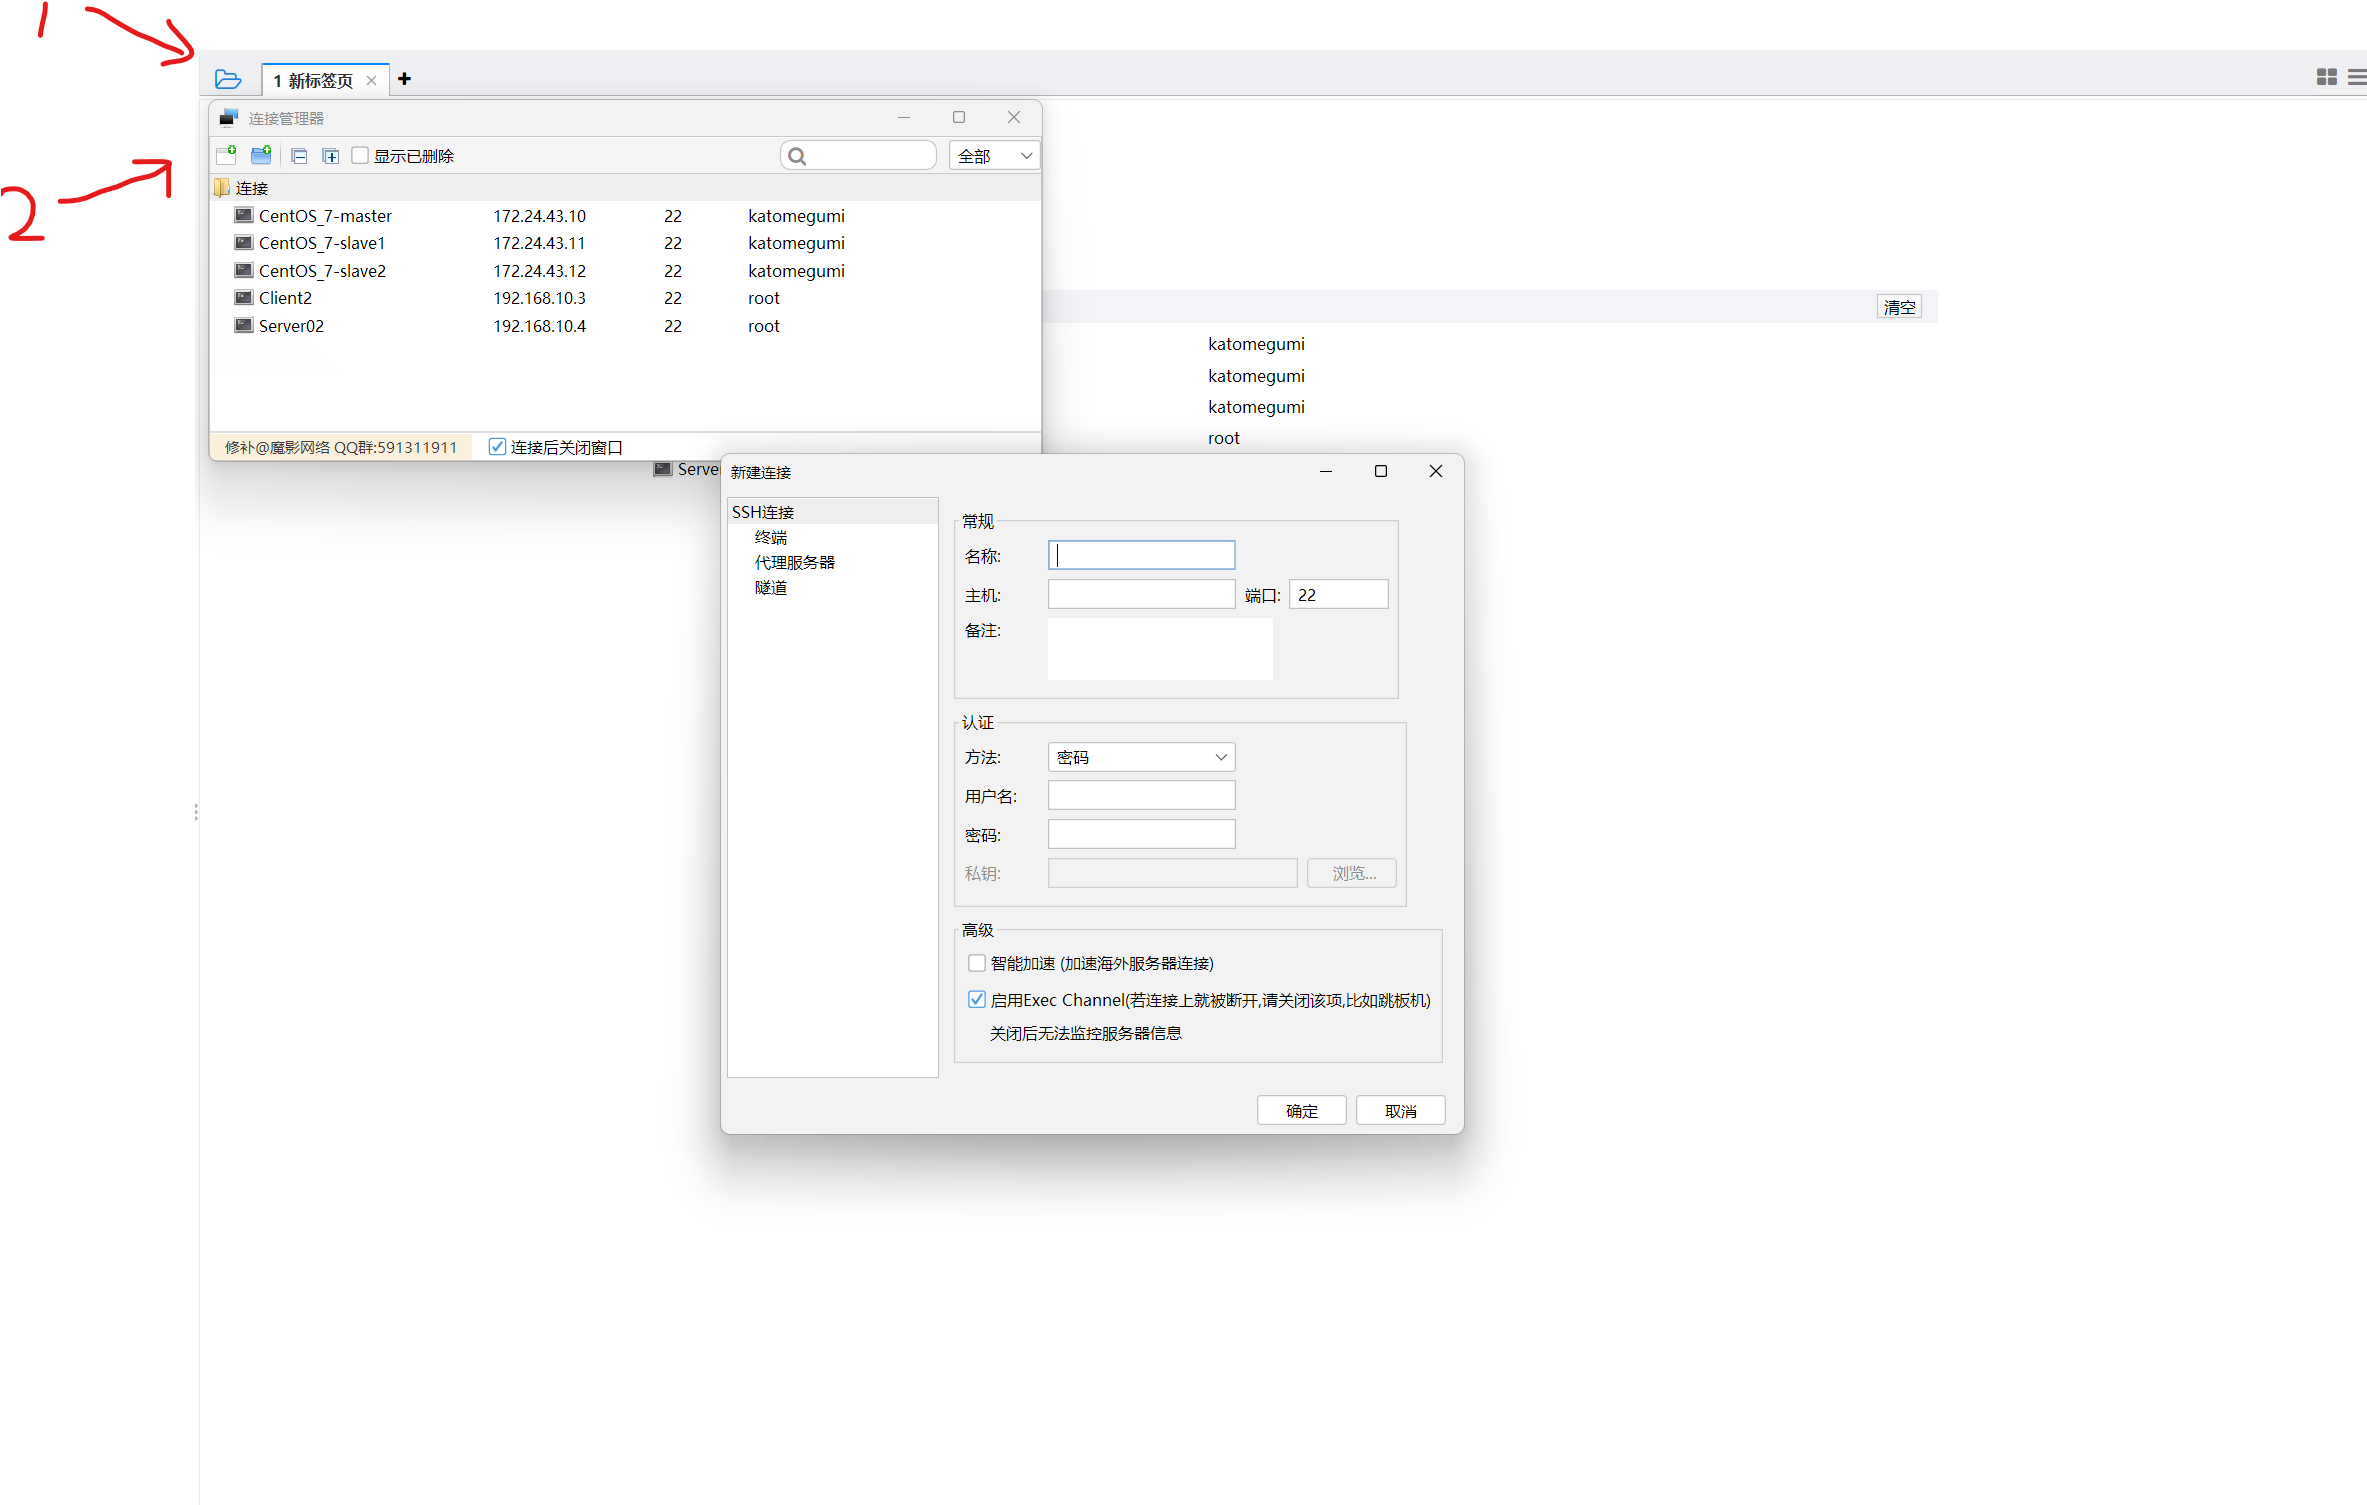 1
1 新标签页
连接管理器
2
显示已删除
全部
连接
CentOS_7-master 172.24.43.10 22 katomegumi
CentOS_7-slave1 172.24.43.11 22 katomegumi
CentOS_7-slave2 172.24.43.12 22 katomegumi
Client2 192.168.10.3 22 root
Server02 192.168.10.4 22 root
修补@魔影网络 QQ群:591311911
连接后关闭窗口
清空
katomegumi
katomegumi
katomegumi
root
Server
新建连接
SSH连接
终端
代理服务器
隧道
常规
名称:
主机:
端口: 22
备注:
认证
方法: 密码
用户名:
密码:
私钥:
浏览...
高级
智能加速 (加速海外服务器连接)
启用Exec Channel(若连接上就被断开,请关闭该项,比如跳板机)
关闭后无法监控服务器信息
确定
取消